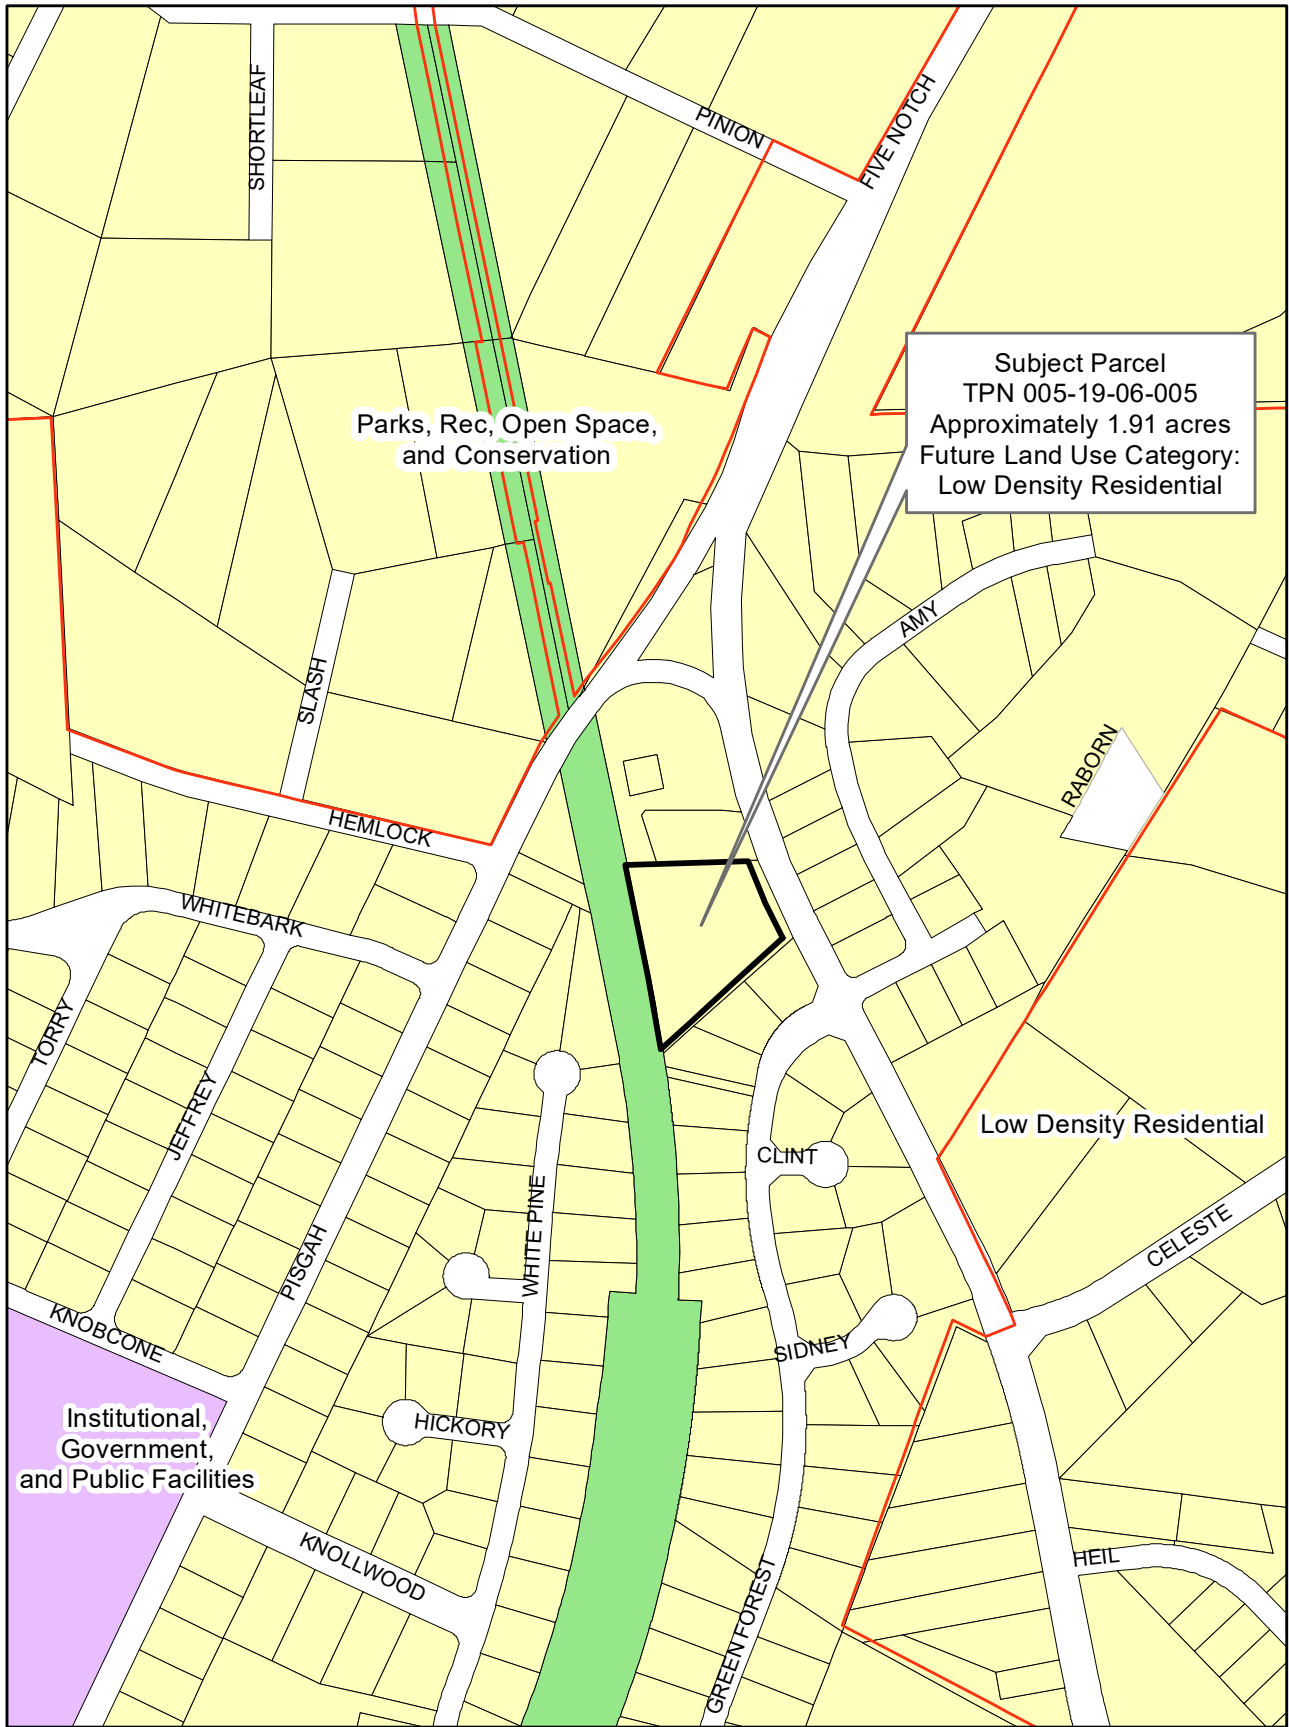 SHORTLEAF
PINION
FIVE NOTCH
Subject Parcel
TPN 005-19-06-005
Approximately 1.91 acres
Future Land Use Category:
Low Density Residential
Parks, Rec, Open Space,
and Conservation
AMY
SLASH
RABORN
HEMLOCK
WHITEBARK
TORRY
JEFFREY
PISGAH
WHITE PINE
CLINT
Low Density Residential
CELESTE
KNOBCONE
SIDNEY
Institutional,
Government,
and Public Facilities
HICKORY
KNOLLWOOD
HEIL
GREEN FOREST